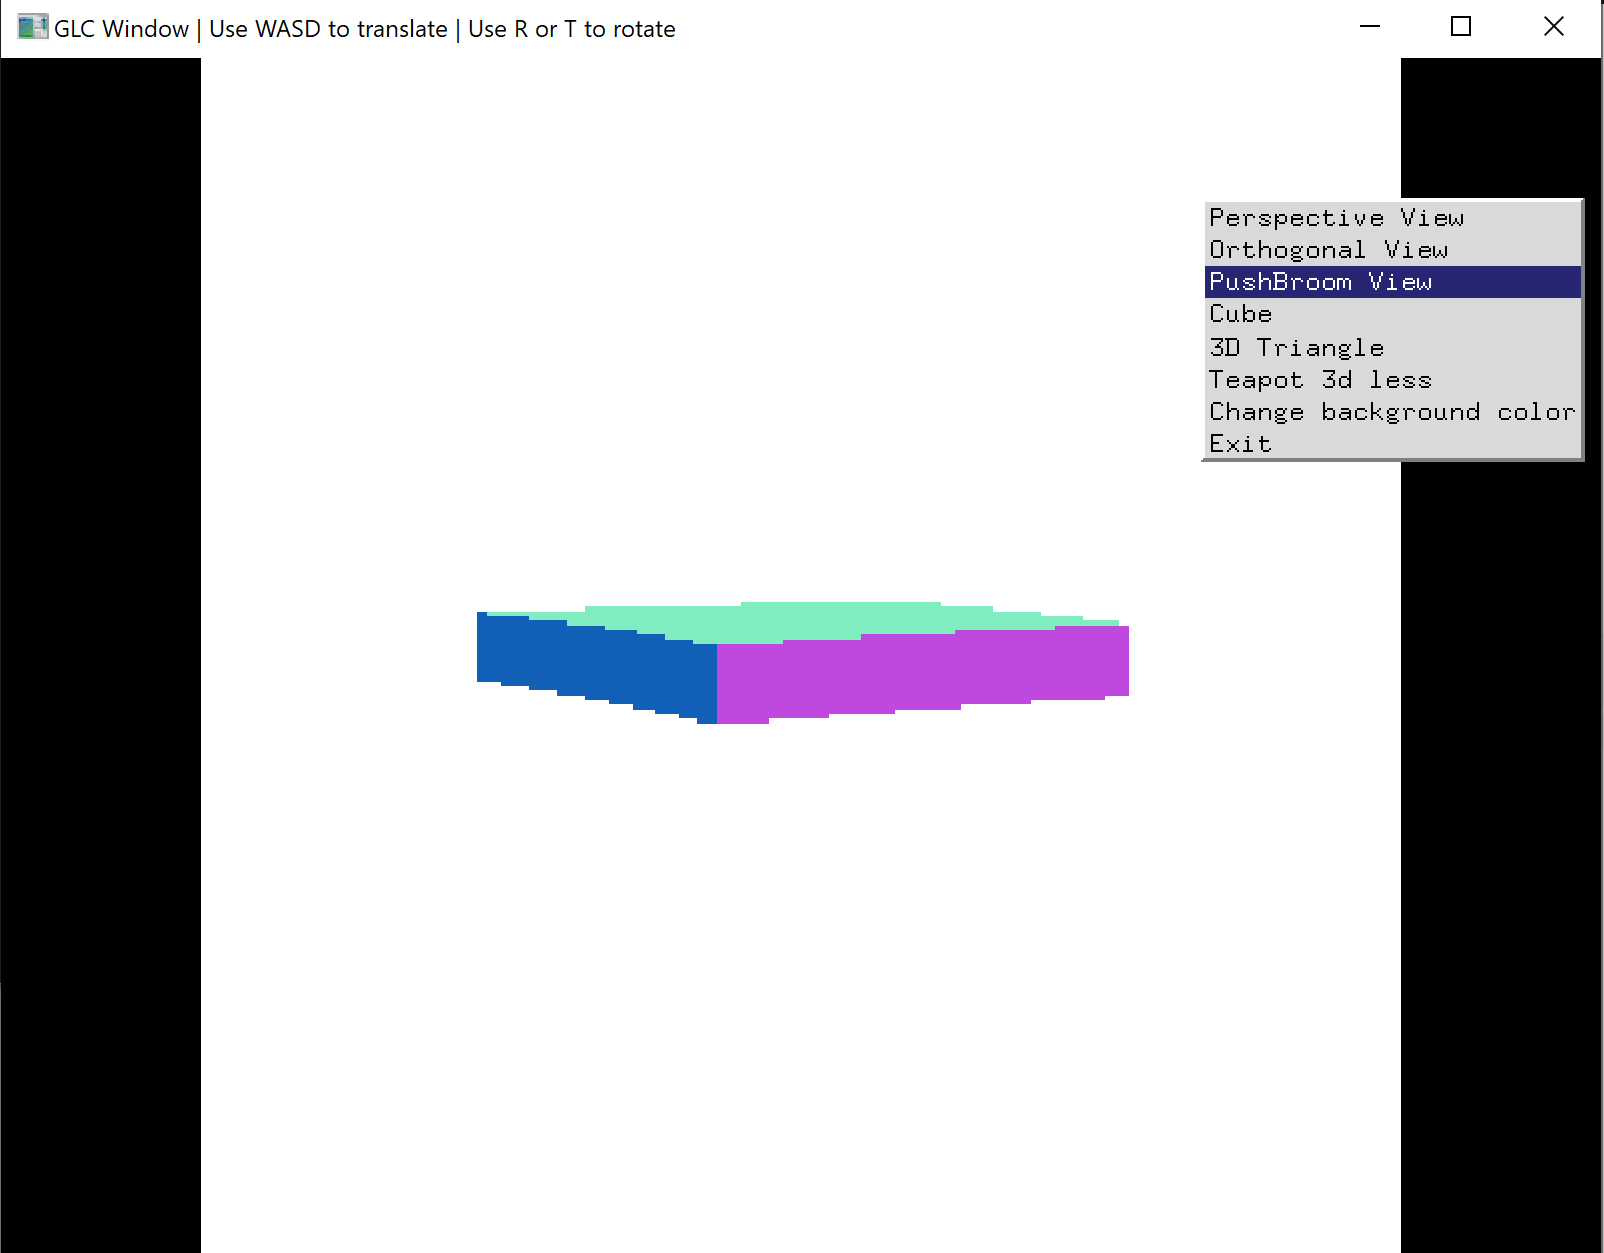 GLC Window | Use WASD to translate | Use R or T to rotate
Perspective View
Orthogonal View
PushBroom View
Cube
3D Triangle
Teapot 3d less
Change background color
Exit